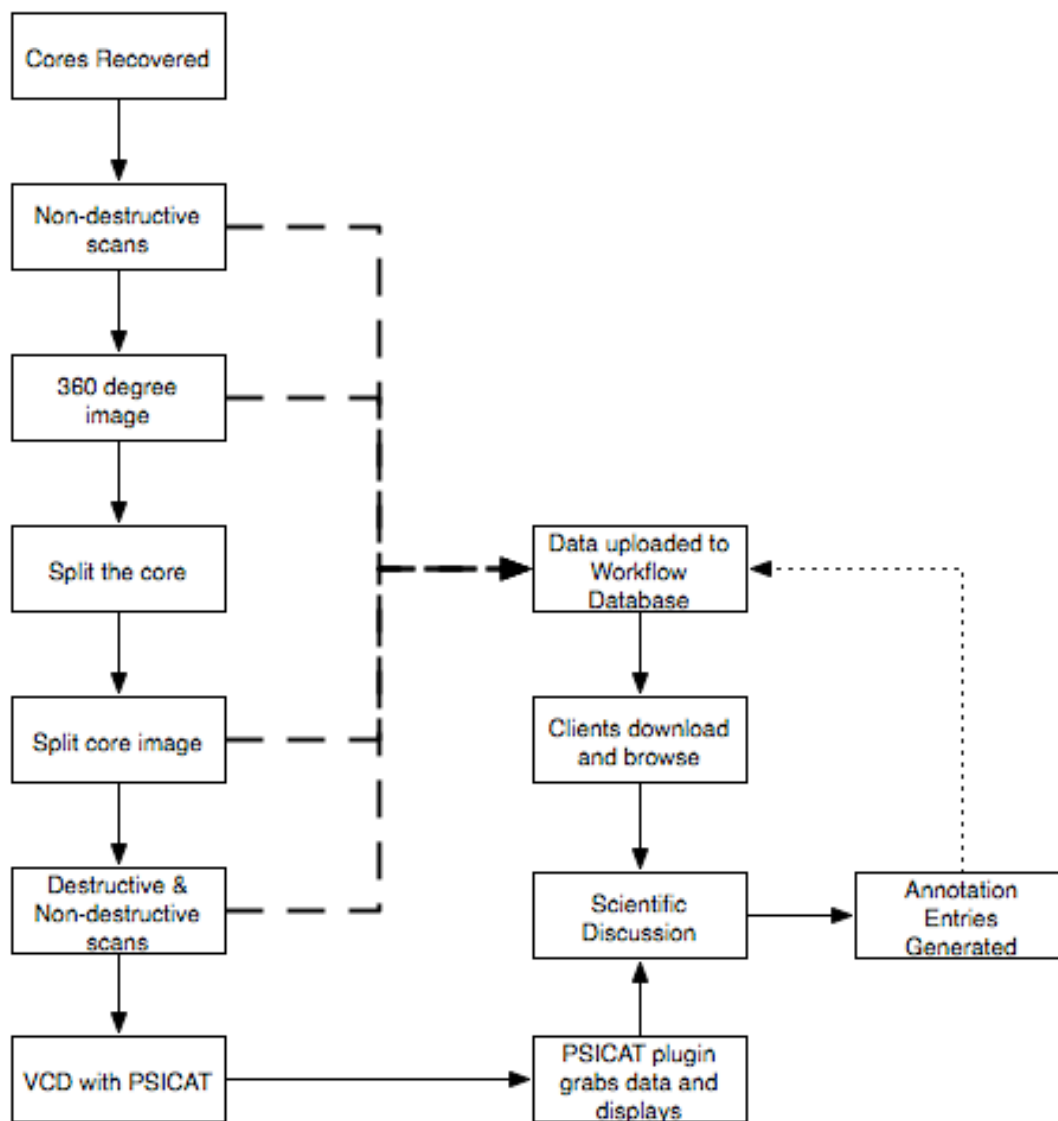 Cores Recovered
Non-destructive
scans
360 degree
image
Split the core
Split core image
Destructive &
Non-destructive
scans
VCD with PSICAT
Data uploaded to
Workflow
Database
Clients download
and browse
Scientific
Discussion
Annotation
Entries
Generated
PSICAT plugin
grabs data and
displays